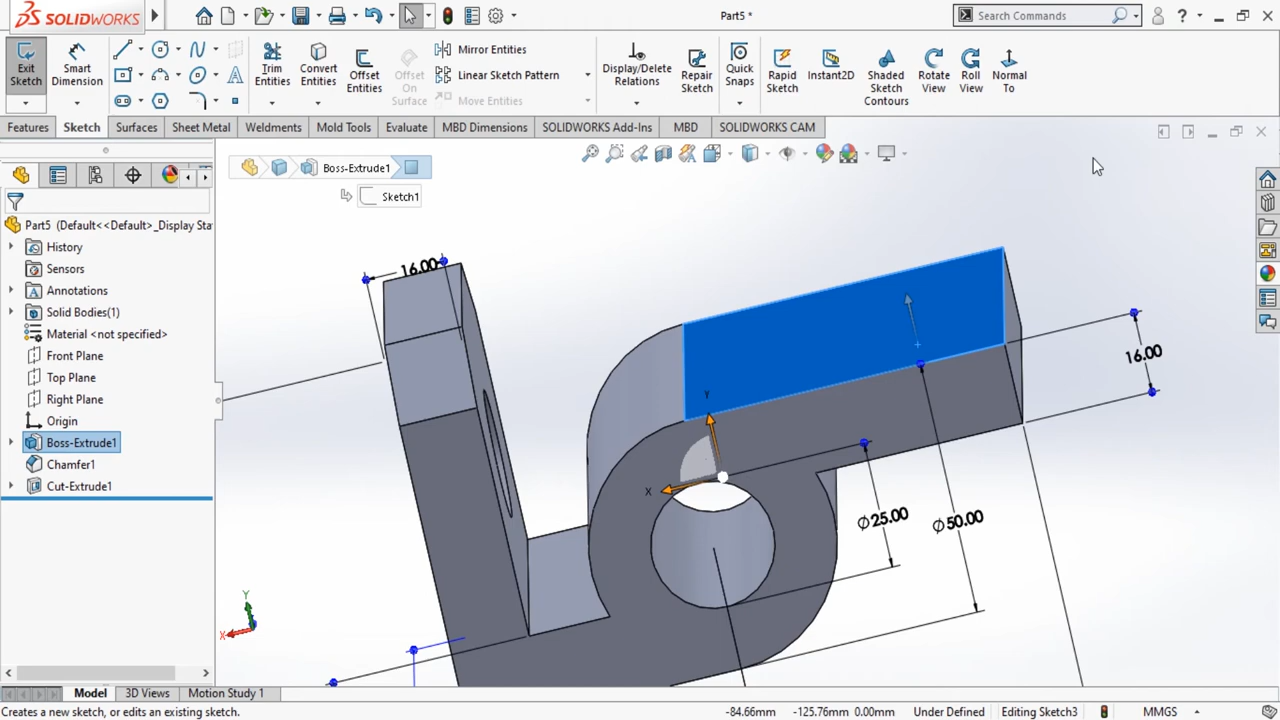 SOLIDWORKS
Part5 *
Search Commands
?
Exit Sketch
Smart Dimension
Trim Entities
Convert Entities
Offset Entities
Offset On Surface
Mirror Entities
Linear Sketch Pattern
Move Entities
Display/Delete Relations
Repair Sketch
Quick Snaps
Rapid Sketch
Instant2D
Shaded Sketch Contours
Rotate View
Roll View
Normal To
Features
Sketch
Surfaces
Sheet Metal
Weldments
Mold Tools
Evaluate
MBD Dimensions
SOLIDWORKS Add-Ins
MBD
SOLIDWORKS CAM
Boss-Extrude1
Sketch1
Part5 (Default<<Default>_Display Sta
History
Sensors
Annotations
Solid Bodies(1)
Material <not specified>
Front Plane
Top Plane
Right Plane
Origin
Boss-Extrude1
Chamfer1
Cut-Extrude1
16.00
16.00
Y
X
Ø25.00
Ø50.00
Y
X
Model
3D Views
Motion Study 1
Creates a new sketch, or edits an existing sketch.
-84.66mm
-125.76mm
0.00mm
Under Defined
Editing Sketch3
MMGS